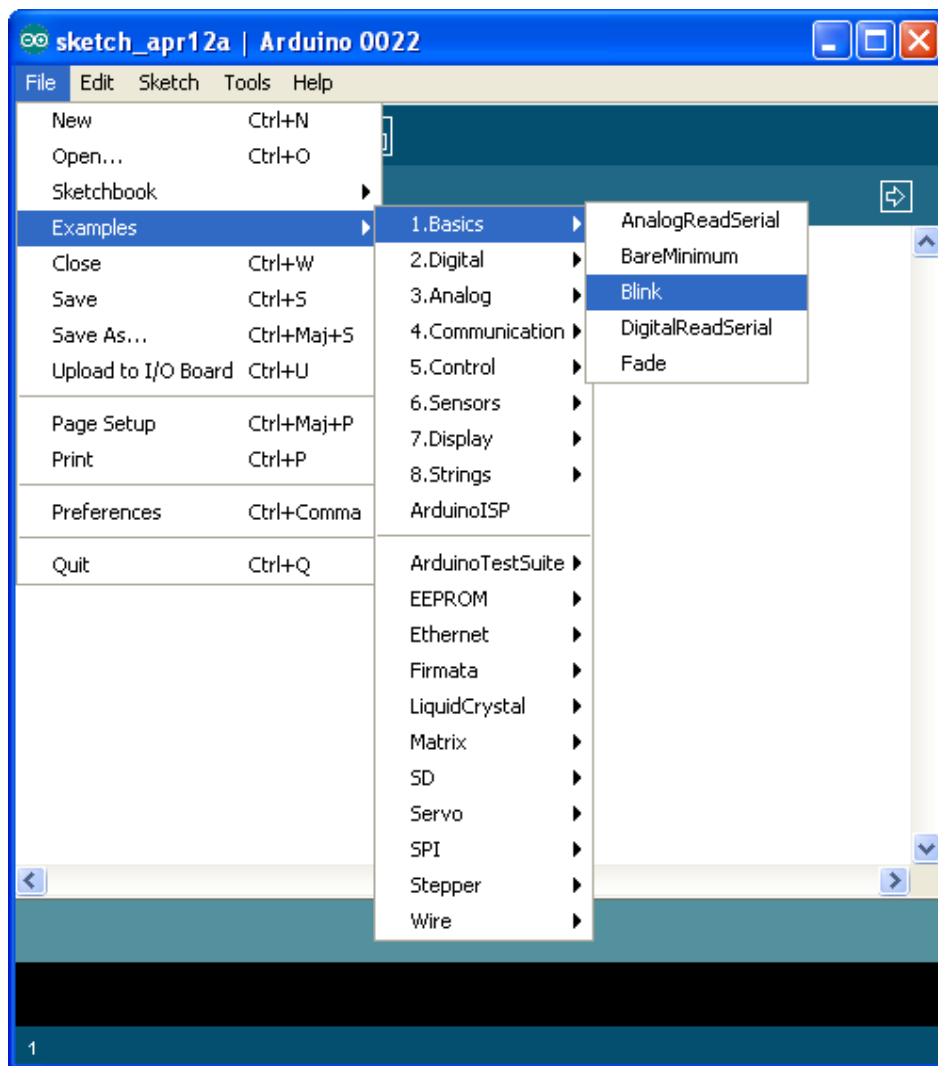 sketch_apr12a | Arduino 0022
File Edit Sketch Tools Help
New Ctrl+N
Open... Ctrl+O
Sketchbook
Examples
Close Ctrl+W
Save Ctrl+S
Save As... Ctrl+Maj+S
Upload to I/O Board Ctrl+U
Page Setup Ctrl+Maj+P
Print Ctrl+P
Preferences Ctrl+Comma
Quit Ctrl+Q
1.Basics
2.Digital
3.Analog
4.Communication
5.Control
6.Sensors
7.Display
8.Strings
ArduinoISP
ArduinoTestSuite
EEPROM
Ethernet
Firmata
LiquidCrystal
Matrix
SD
Servo
SPI
Stepper
Wire
AnalogReadSerial
BareMinimum
Blink
DigitalReadSerial
Fade
1